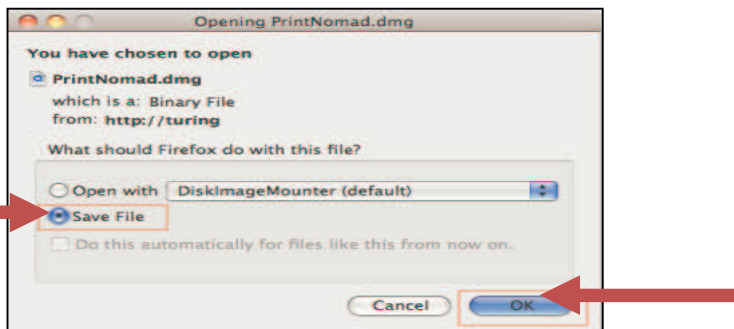 Opening PrintNomad.dmg
You have chosen to open
PrintNomad.dmg
which is a: Binary File
from: http://turing
What should Firefox do with this file?
Open with DiskImageMounter (default)
Save File
Do this automatically for files like this from now on.
Cancel OK